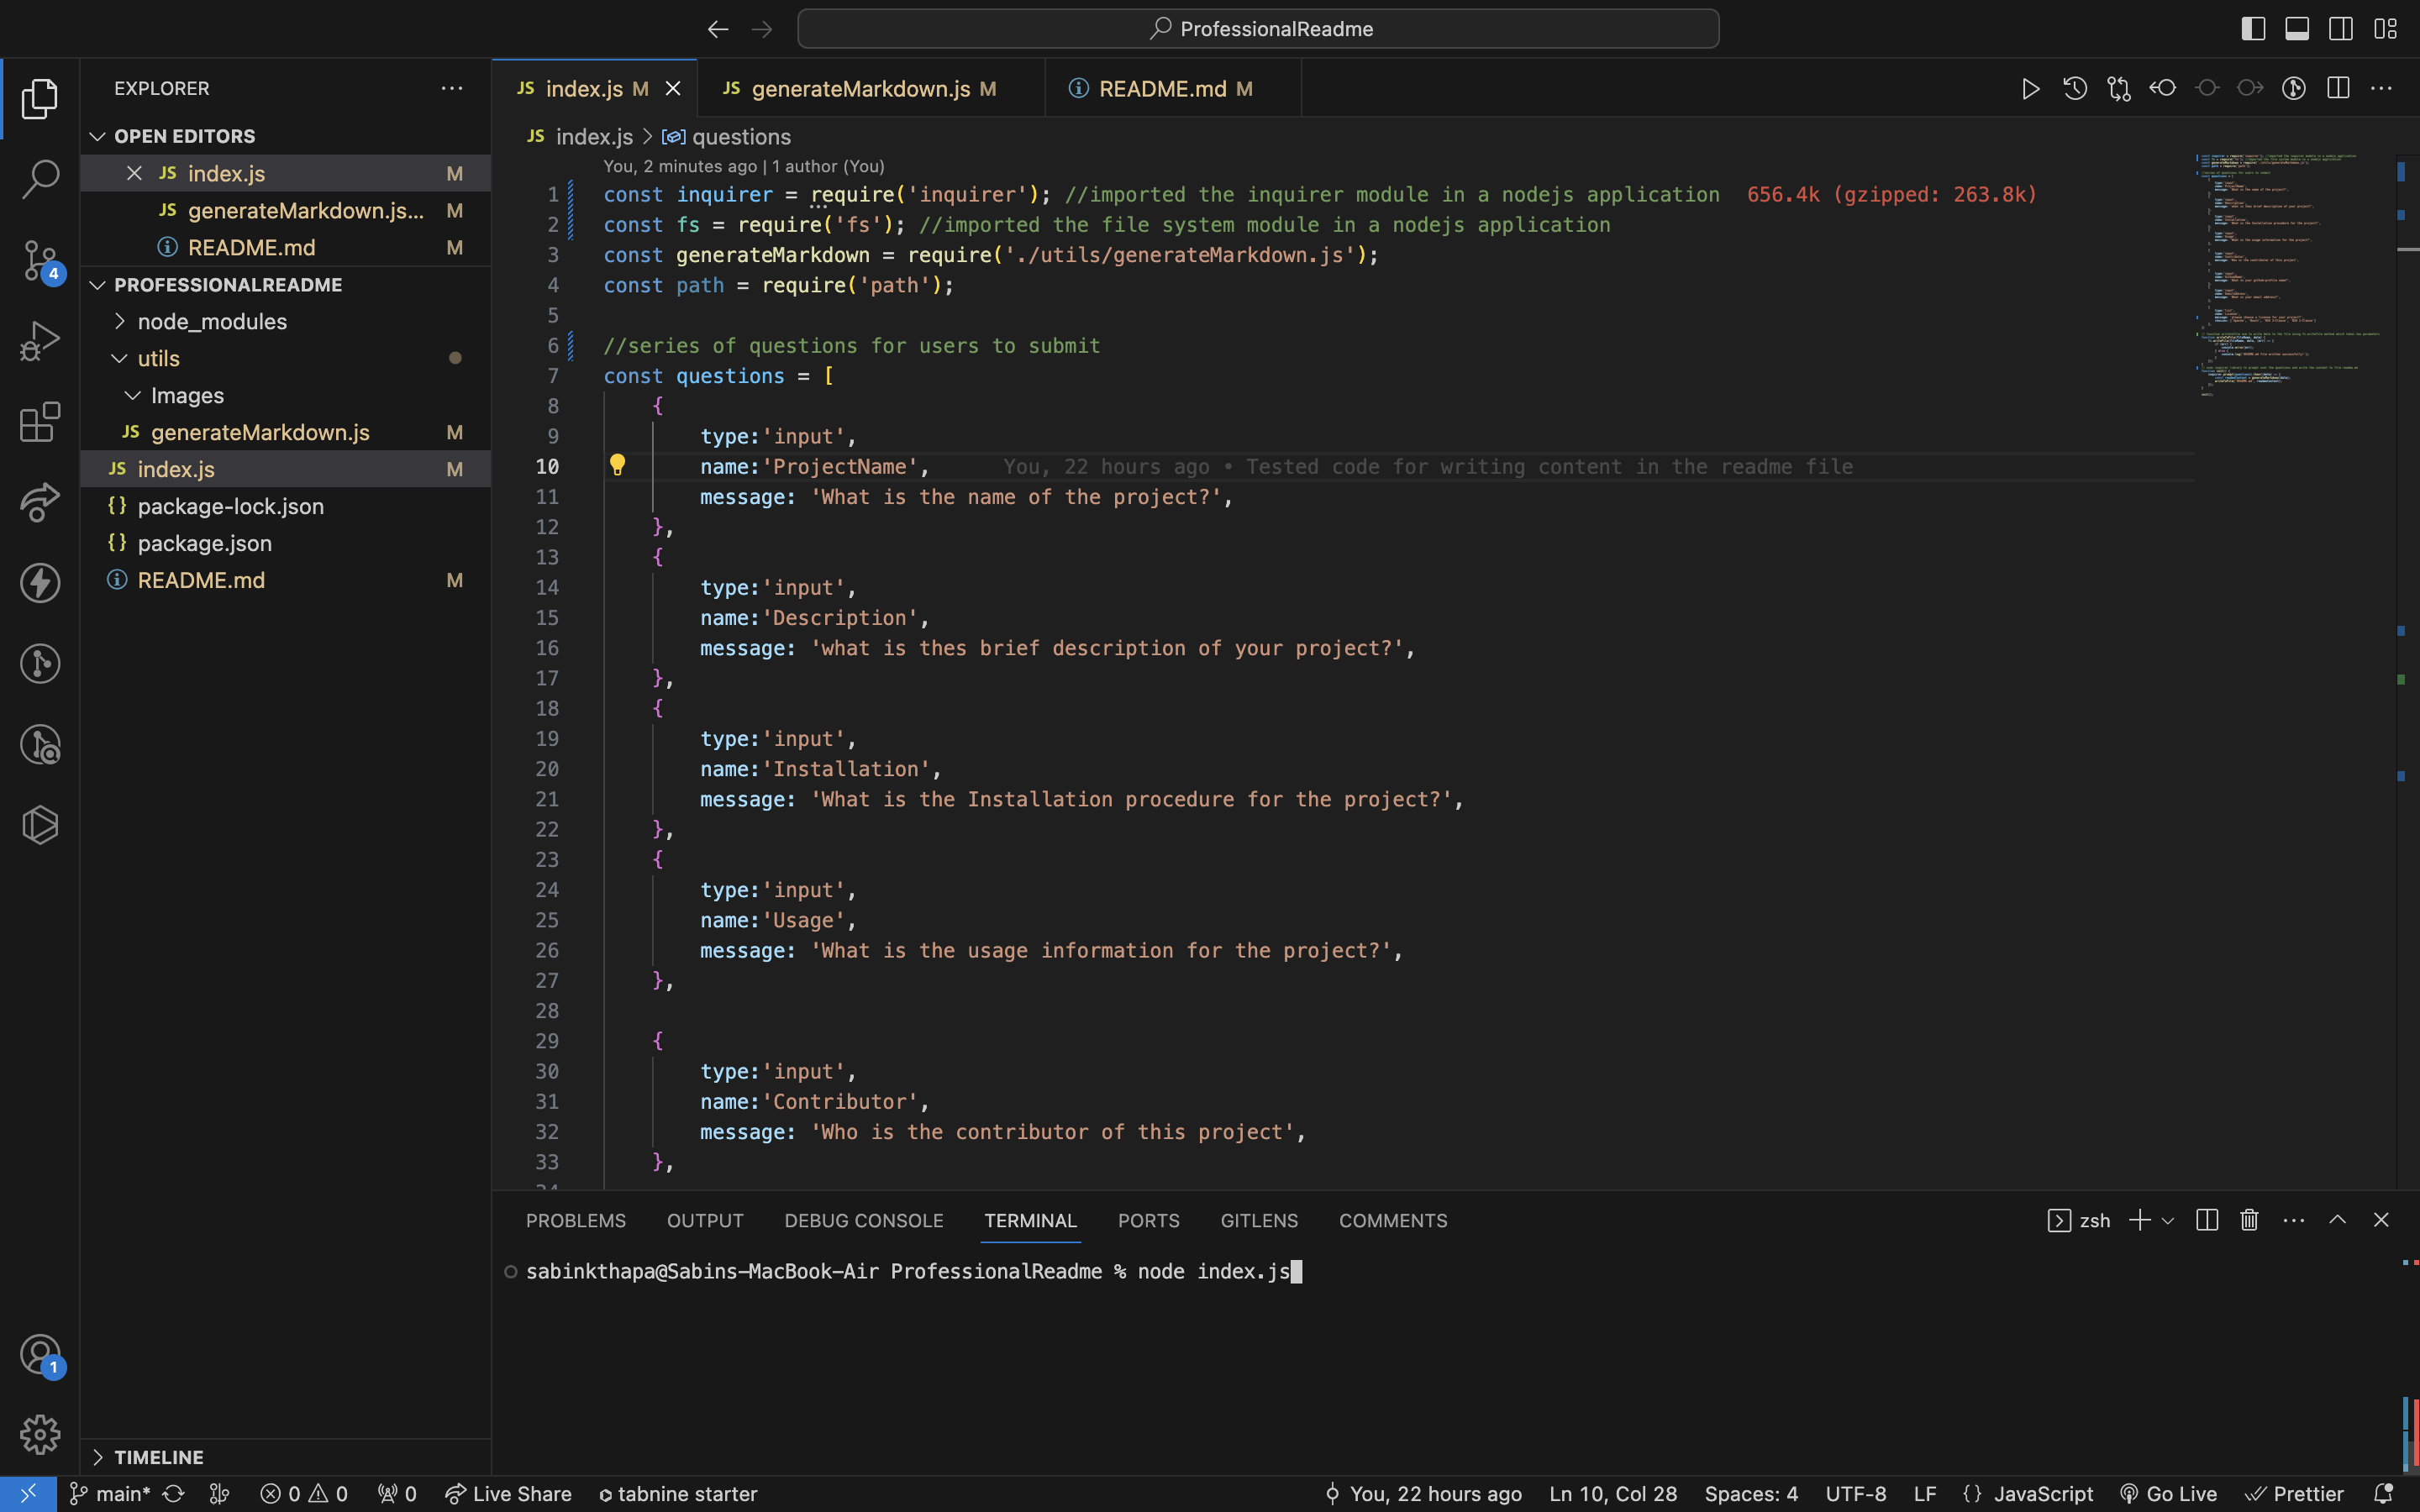 ProfessionalReadme
EXPLORER
OPEN EDITORS
JS index.js M
JS generateMarkdown.js... M
README.md M
PROFESSIONALREADME
node_modules
utils
Images
JS generateMarkdown.js M
JS index.js M
{} package-lock.json
{} package.json
README.md M
TIMELINE
4
1
JS index.js M
JS generateMarkdown.js M
README.md M
JS index.js > questions
You, 2 minutes ago | 1 author (You)
1 const inquirer = require('inquirer'); //imported the inquirer module in a nodejs application 656.4k (gzipped: 263.8k)
2 const fs = require('fs'); //imported the file system module in a nodejs application
3 const generateMarkdown = require('./utils/generateMarkdown.js');
4 const path = require('path');
5
6 //series of questions for users to submit
7 const questions = [
8 {
9 type:'input',
10 name:'ProjectName', You, 22 hours ago • Tested code for writing content in the readme file
11 message: 'What is the name of the project?',
12 },
13 {
14 type:'input',
15 name:'Description',
16 message: 'what is thes brief description of your project?',
17 },
18 {
19 type:'input',
20 name:'Installation',
21 message: 'What is the Installation procedure for the project?',
22 },
23 {
24 type:'input',
25 name:'Usage',
26 message: 'What is the usage information for the project?',
27 },
28
29 {
30 type:'input',
31 name:'Contributor',
32 message: 'Who is the contributor of this project',
33 },
PROBLEMS OUTPUT DEBUG CONSOLE TERMINAL PORTS GITLENS COMMENTS
zsh
sabinkthapa@Sabins-MacBook-Air ProfessionalReadme % node index.js
main* 0 0 0 Live Share tabnine starter You, 22 hours ago Ln 10, Col 28 Spaces: 4 UTF-8 LF {} JavaScript Go Live Prettier